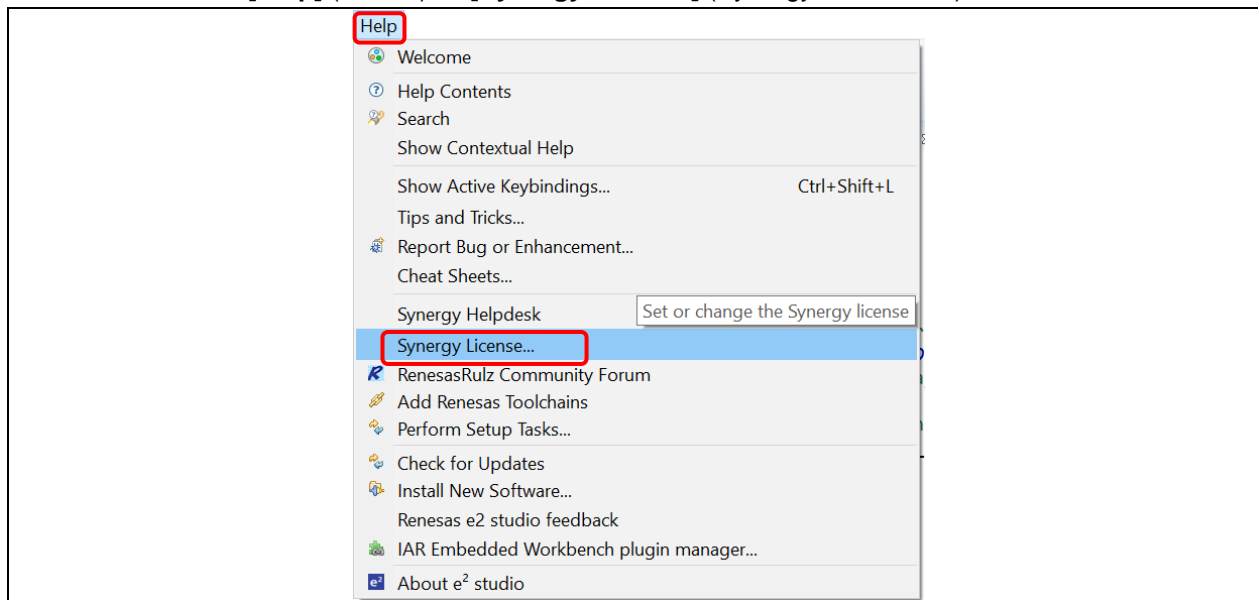 Help
Welcome
Help Contents
Search
Show Contextual Help
Show Active Keybindings... Ctrl+Shift+L
Tips and Tricks...
Report Bug or Enhancement...
Cheat Sheets...
Synergy Helpdesk
Set or change the Synergy license
Synergy License...
RenesasRulz Community Forum
Add Renesas Toolchains
Perform Setup Tasks...
Check for Updates
Install New Software...
Renesas e2 studio feedback
IAR Embedded Workbench plugin manager...
e² About e² studio